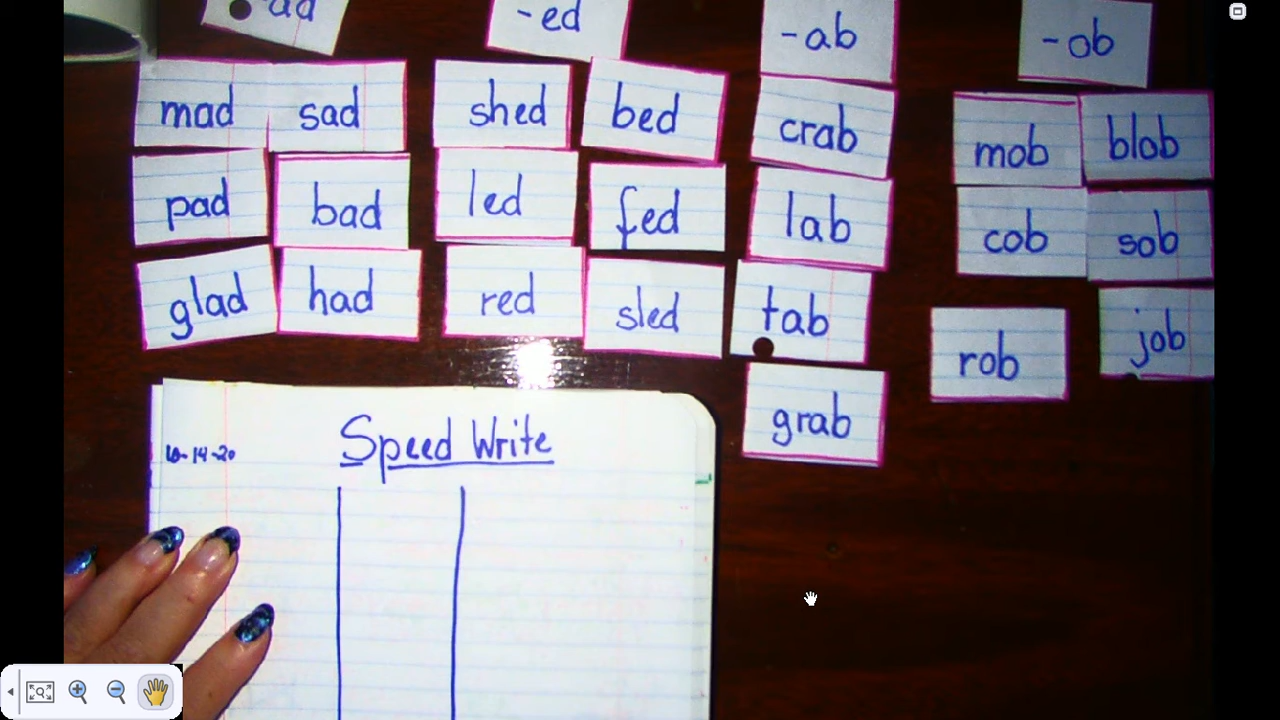 -ad -ed -ab -ob
mad sad shed bed crab mob blob
pad bad led fed lab cob sob
glad had red sled tab rob job
grab
Speed Write
10-14-20